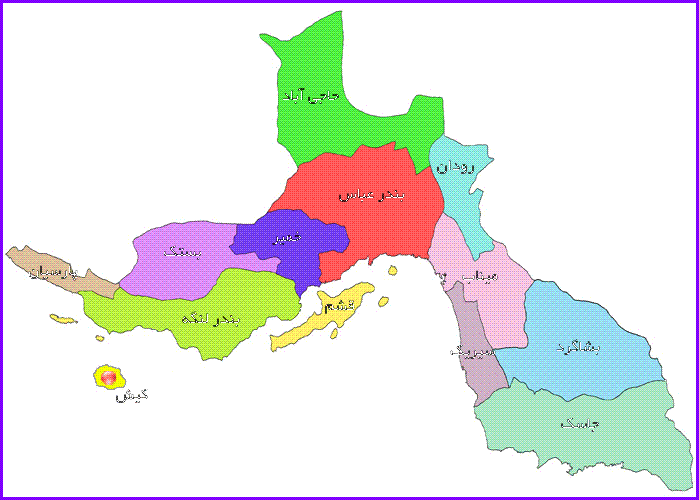 حاجی آباد
رودان
بندر عباس
خمیر
بستک
پارسیان
میناب
قشم
بندر لنگه
سیریک
بشاگرد
کیش
جاسک